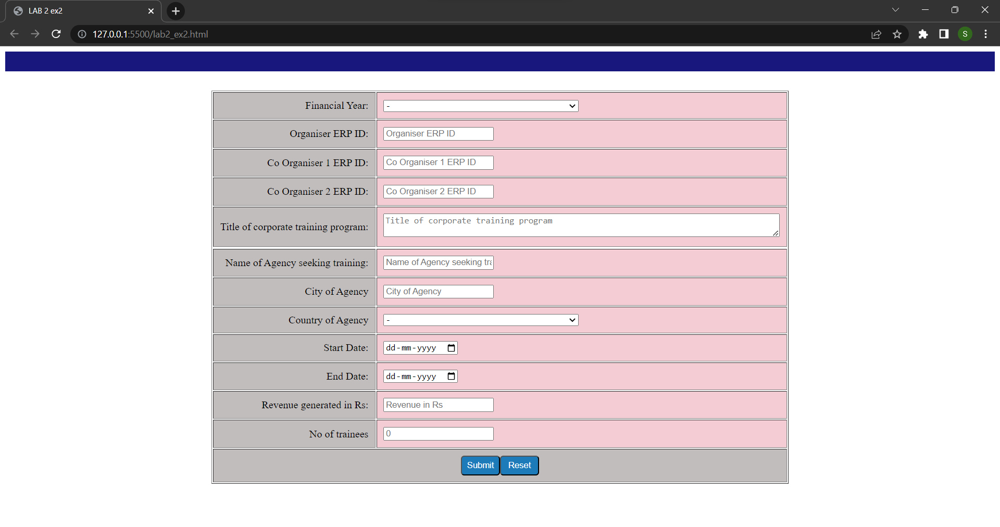 LAB 2 ex2
127.0.0.1:5500/lab2_ex2.html
S
Financial Year: -
Organiser ERP ID: Organiser ERP ID
Co Organiser 1 ERP ID: Co Organiser 1 ERP ID
Co Organiser 2 ERP ID: Co Organiser 2 ERP ID
Title of corporate training program: Title of corporate training program
Name of Agency seeking training: Name of Agency seeking tra
City of Agency City of Agency
Country of Agency -
Start Date: dd-mm-yyyy
End Date: dd-mm-yyyy
Revenue generated in Rs: Revenue in Rs
No of trainees 0
Submit Reset